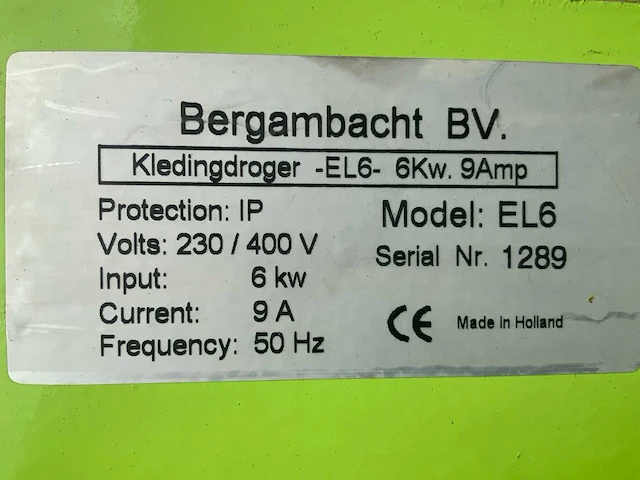 Bergambacht BV.
Kledingdroger -EL6- 6Kw. 9Amp
Protection: IP
Volts: 230 / 400 V
Input: 6 kw
Current: 9 A
Frequency: 50 Hz
Model: EL6
Serial Nr. 1289
CE Made In Holland